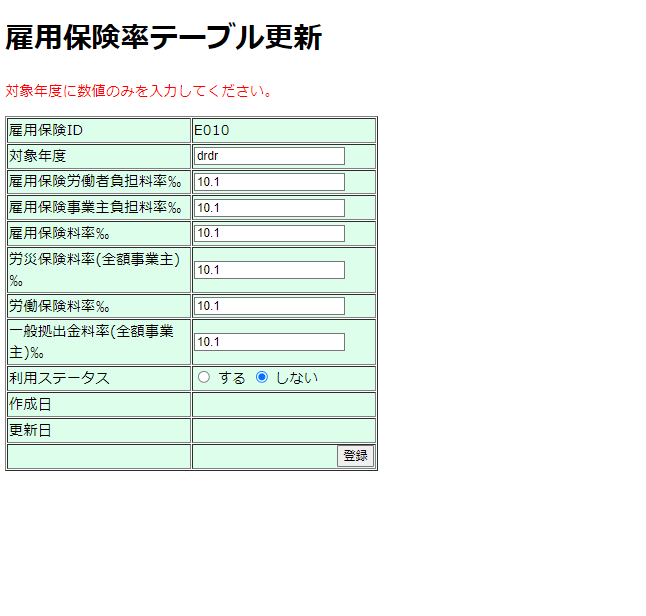 雇用保険率テーブル更新
対象年度に数値のみを入力してください。
雇用保険ID E010
対象年度 drdr
雇用保険労働者負担料率‰ 10.1
雇用保険事業主負担料率‰ 10.1
雇用保険料率‰ 10.1
労災保険料率(全額事業主)
‰ 10.1
労働保険料率‰ 10.1
一般拠出金料率(全額事業
主)‰ 10.1
利用ステータス する しない
作成日
更新日
登録